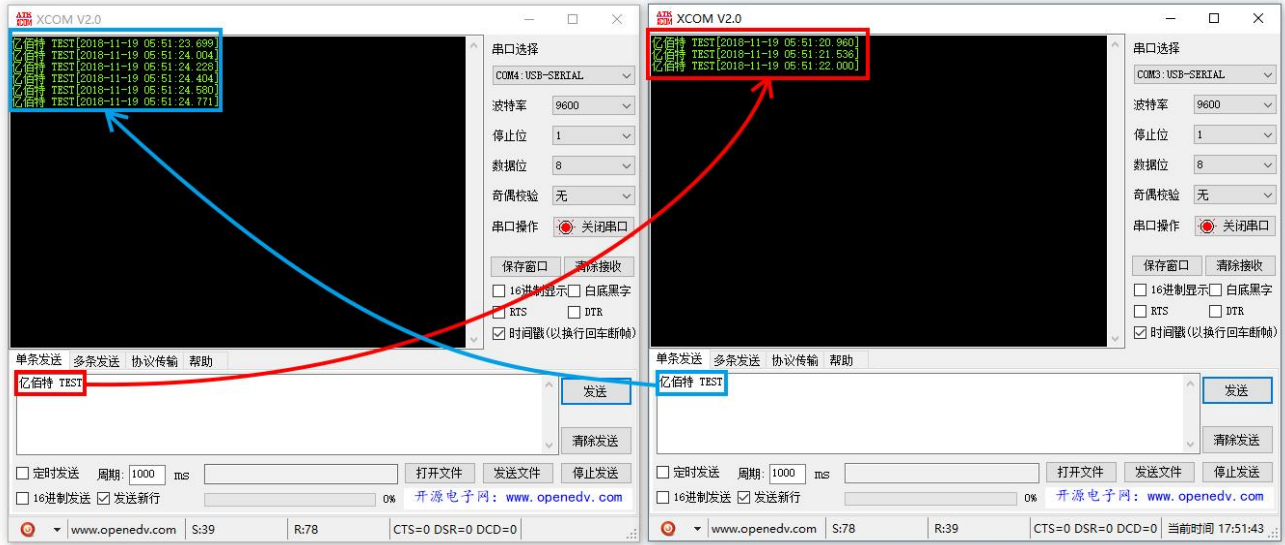 XCOM V2.0
亿佰特 TEST[2018-11-19 05:51:23.699]
亿佰特 TEST[2018-11-19 05:51:24.004]
亿佰特 TEST[2018-11-19 05:51:24.228]
亿佰特 TEST[2018-11-19 05:51:24.404]
亿佰特 TEST[2018-11-19 05:51:24.580]
亿佰特 TEST[2018-11-19 05:51:24.771]
串口选择
COM4:USB-SERIAL
波特率 9600
停止位 1
数据位 8
奇偶校验 无
串口操作 关闭串口
保存窗口 清除接收
16进制显示 白底黑字
RTS DTR
时间戳(以换行回车断帧)
单条发送 多条发送 协议传输 帮助
亿佰特 TEST
发送
清除发送
定时发送 周期: 1000 ms 打开文件 发送文件 停止发送
16进制发送 发送新行 0% 开源电子网: www.openedv.com
www.openedv.com S:39 R:78 CTS=0 DSR=0 DCD=0
XCOM V2.0
亿佰特 TEST[2018-11-19 05:51:20.960]
亿佰特 TEST[2018-11-19 05:51:21.536]
亿佰特 TEST[2018-11-19 05:51:22.000]
串口选择
COM3:USB-SERIAL
波特率 9600
停止位 1
数据位 8
奇偶校验 无
串口操作 关闭串口
保存窗口 清除接收
16进制显示 白底黑字
RTS DTR
时间戳(以换行回车断帧)
单条发送 多条发送 协议传输 帮助
亿佰特 TEST
发送
清除发送
定时发送 周期: 1000 ms 打开文件 发送文件 停止发送
16进制发送 发送新行 0% 开源电子网: www.openedv.com
www.openedv.com S:78 R:39 CTS=0 DSR=0 DCD=0 当前时间 17:51:43